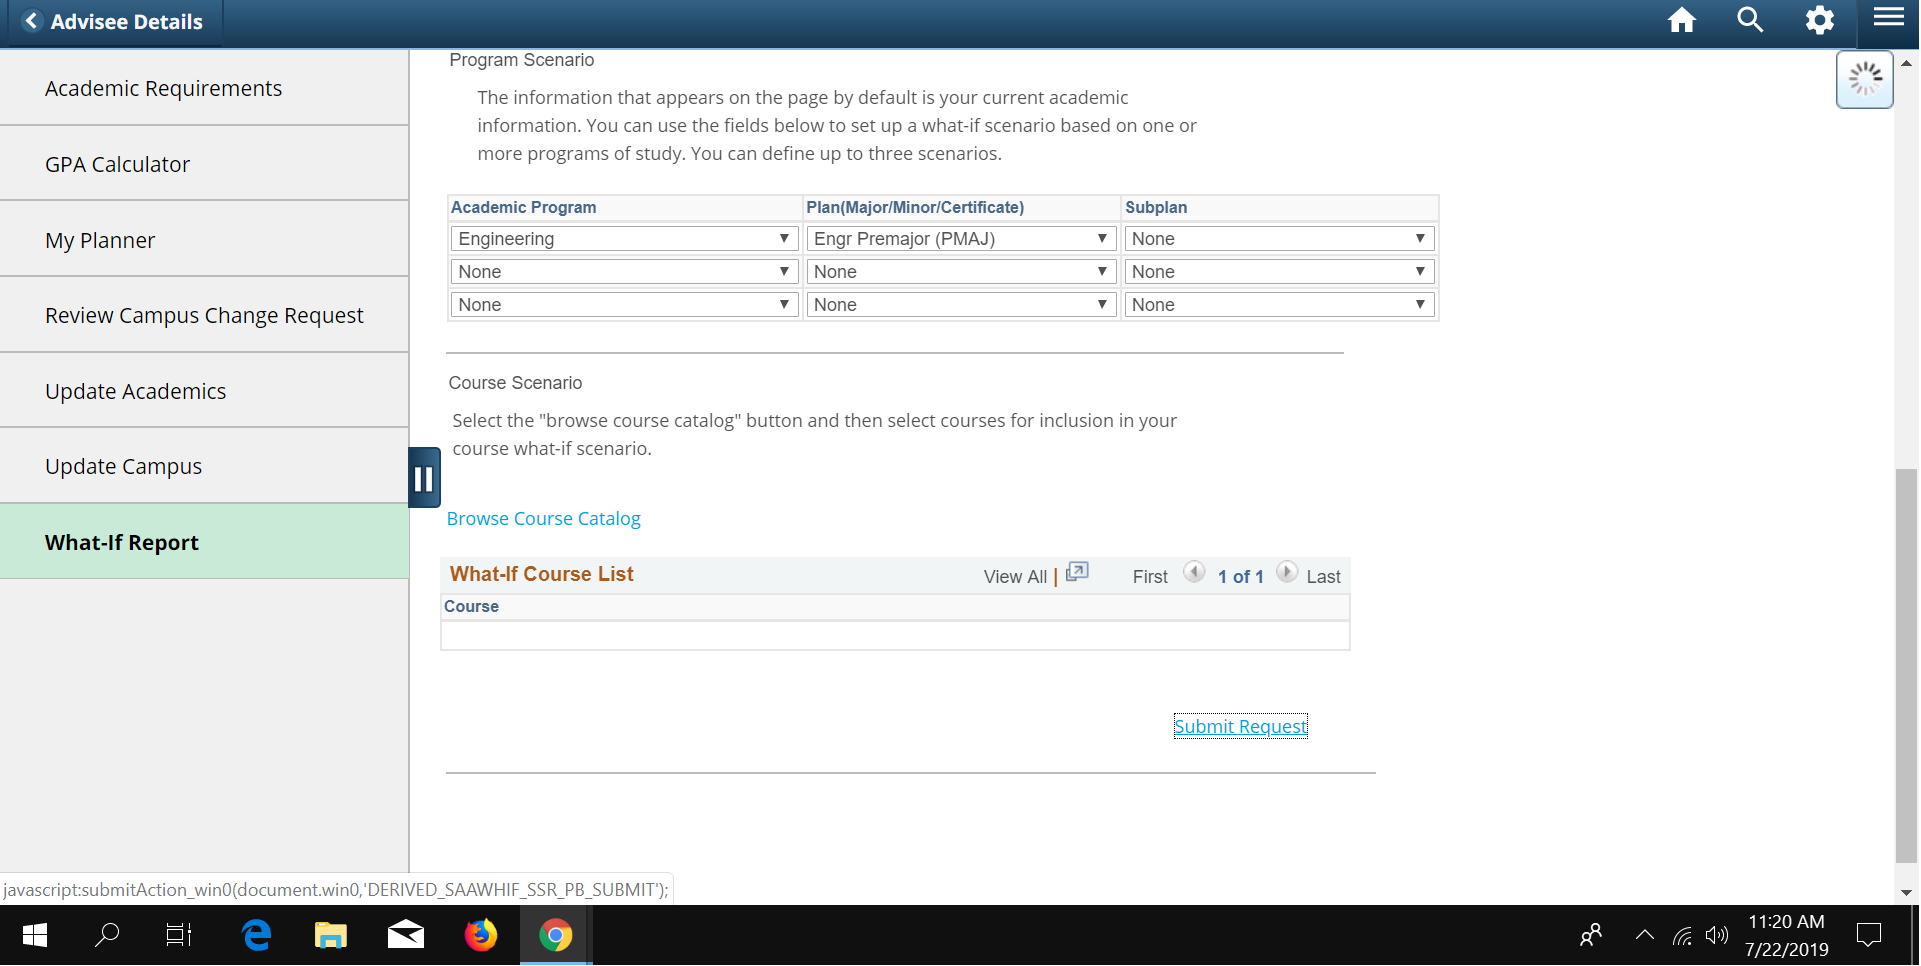 Advisee Details
Academic Requirements
GPA Calculator
My Planner
Review Campus Change Request
Update Academics
Update Campus
What-If Report
Program Scenario
The information that appears on the page by default is your current academic
information. You can use the fields below to set up a what-if scenario based on one or
more programs of study. You can define up to three scenarios.
Academic Program Plan(Major/Minor/Certificate) Subplan
Engineering Engr Premajor (PMAJ) None
None None None
None None None
Course Scenario
Select the "browse course catalog" button and then select courses for inclusion in your
course what-if scenario.
Browse Course Catalog
What-If Course List View All | First 1 of 1 Last
Course
Submit Request
javascript:submitAction_win0(document.win0,'DERIVED_SAAWHIF_SSR_PB_SUBMIT');
11:20 AM
7/22/2019